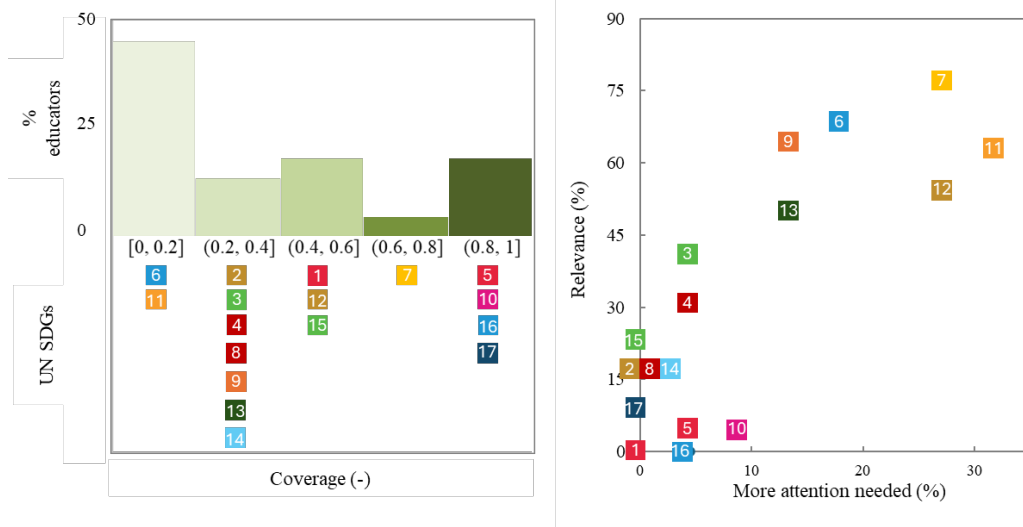 50
25
0
%
educators
[0, 0.2] (0.2, 0.4] (0.4, 0.6] (0.6, 0.8] (0.8, 1]
UN SDGs
6 2 1 7 5
11 3 12 10
4 15 16
8 17
9
13
14
Coverage (-)
90
75
60
45
30
15
0
Relevance (%)
7
6
9
11
12
13
3
4
15
2 8 14
17
5 10
1 16
0 10 20 30
More attention needed (%)